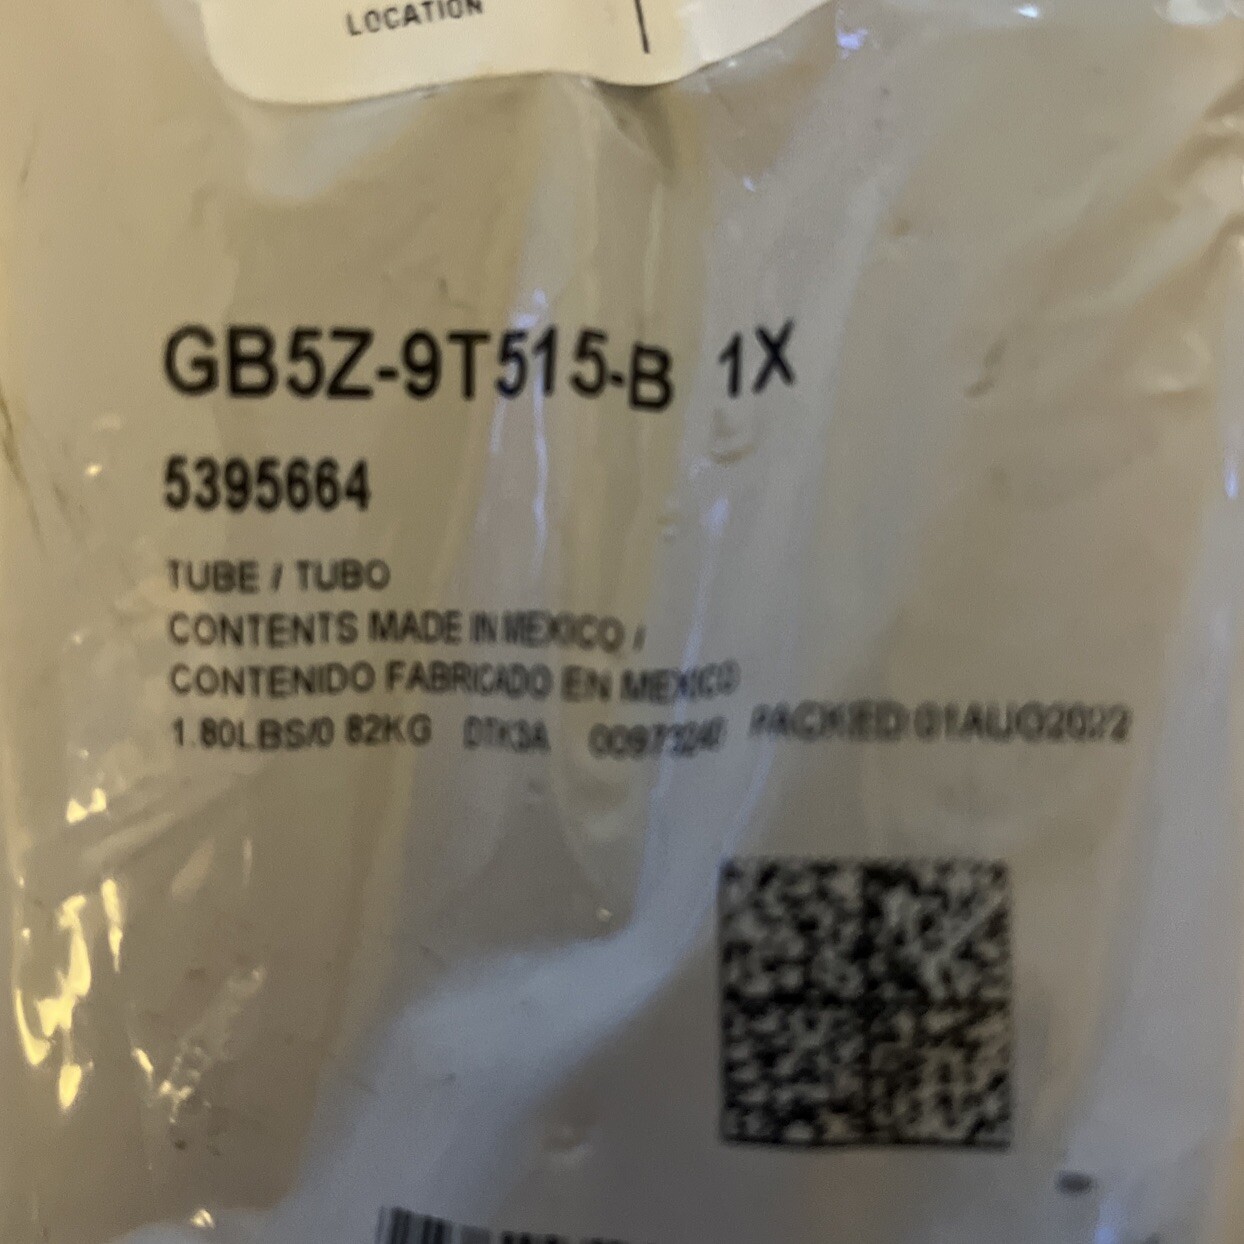 LOCATION
GB5Z-9T515-B 1X
5395664
TUBE / TUBO
CONTENTS MADE IN MEXICO /
CONTENIDO FABRICADO EN MEXICO
1.80LBS/0 82KG DTK3A PACKED 01AUG2022